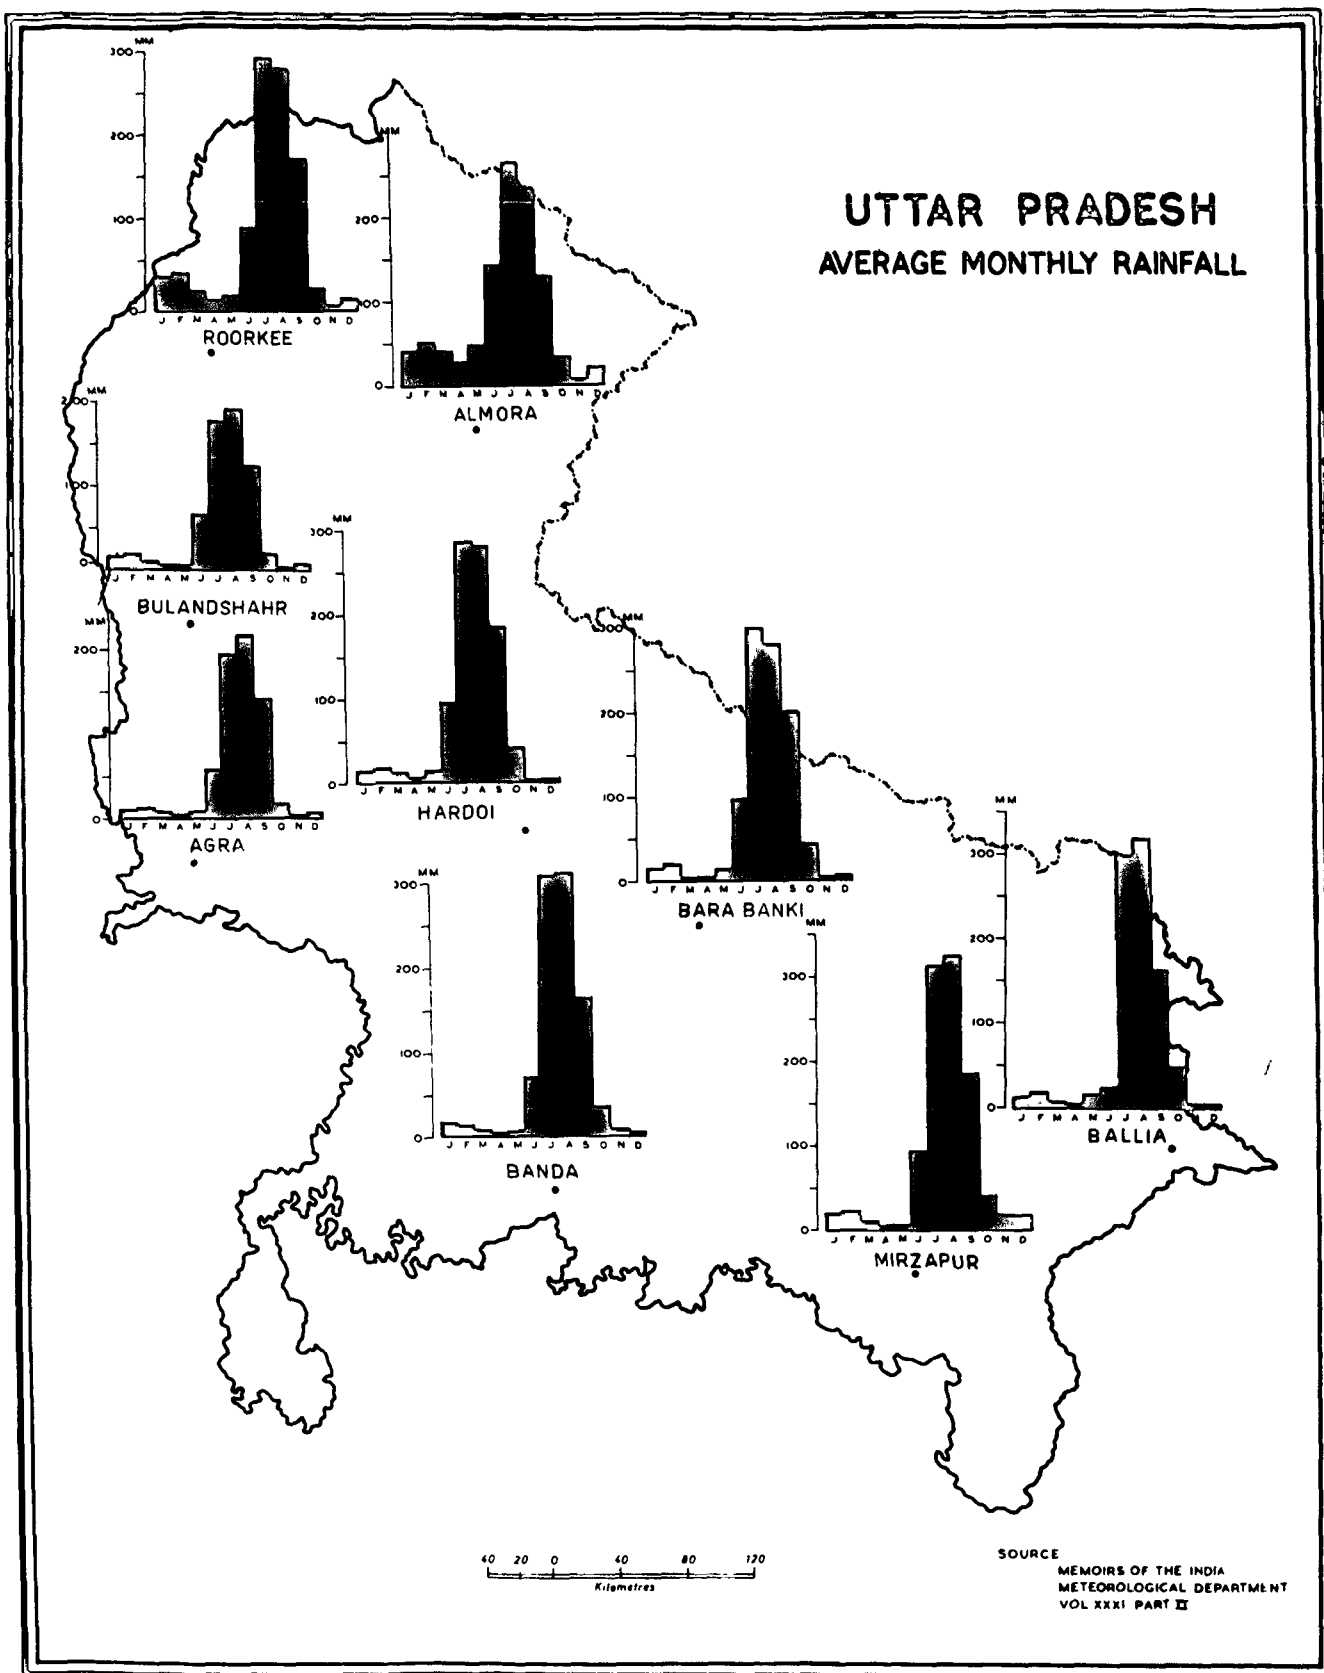 UTTAR PRADESH
AVERAGE MONTHLY RAINFALL
MM
300
200
100
0
J F M A M J J A S O N D
ROORKEE
MM
200
100
0
J F M A M J J A S O N D
ALMORA
MM
200
100
0
J F M A M J J A S O N D
BULANDSHAHR
MM
300
200
100
0
J F M A M J J A S O N D
HARDOI
MM
200
0
J F M A M J J A S O N D
AGRA
MM
300
200
100
0
J F M A M J J A S O N D
BARA BANKI
MM
300
200
100
0
J F M A M J J A S O N D
BALLIA
MM
300
200
100
0
J F M A M J J A S O N D
BANDA
MM
300
200
100
0
J F M A M J J A S O N D
MIRZAPUR
40 20 0 40 80 120
Kilometres
SOURCE
MEMOIRS OF THE INDIA
METEOROLOGICAL DEPARTMENT
VOL XXXI PART II